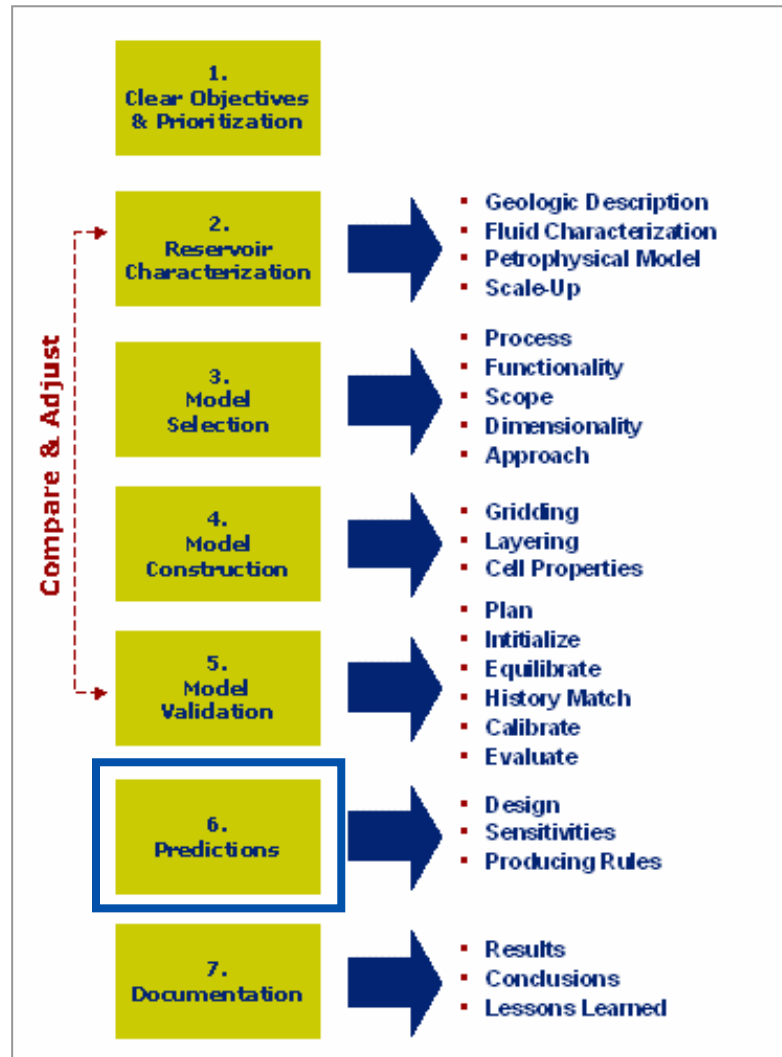 1.
Clear Objectives
& Prioritization
2.
Reservoir
Characterization
Geologic Description
Fluid Characterization
Petrophysical Model
Scale-Up
Compare & Adjust
3.
Model
Selection
Process
Functionality
Scope
Dimensionality
Approach
4.
Model
Construction
Gridding
Layering
Cell Properties
5.
Model
Validation
Plan
Intitialize
Equilibrate
History Match
Calibrate
Evaluate
6.
Predictions
Design
Sensitivities
Producing Rules
7.
Documentation
Results
Conclusions
Lessons Learned